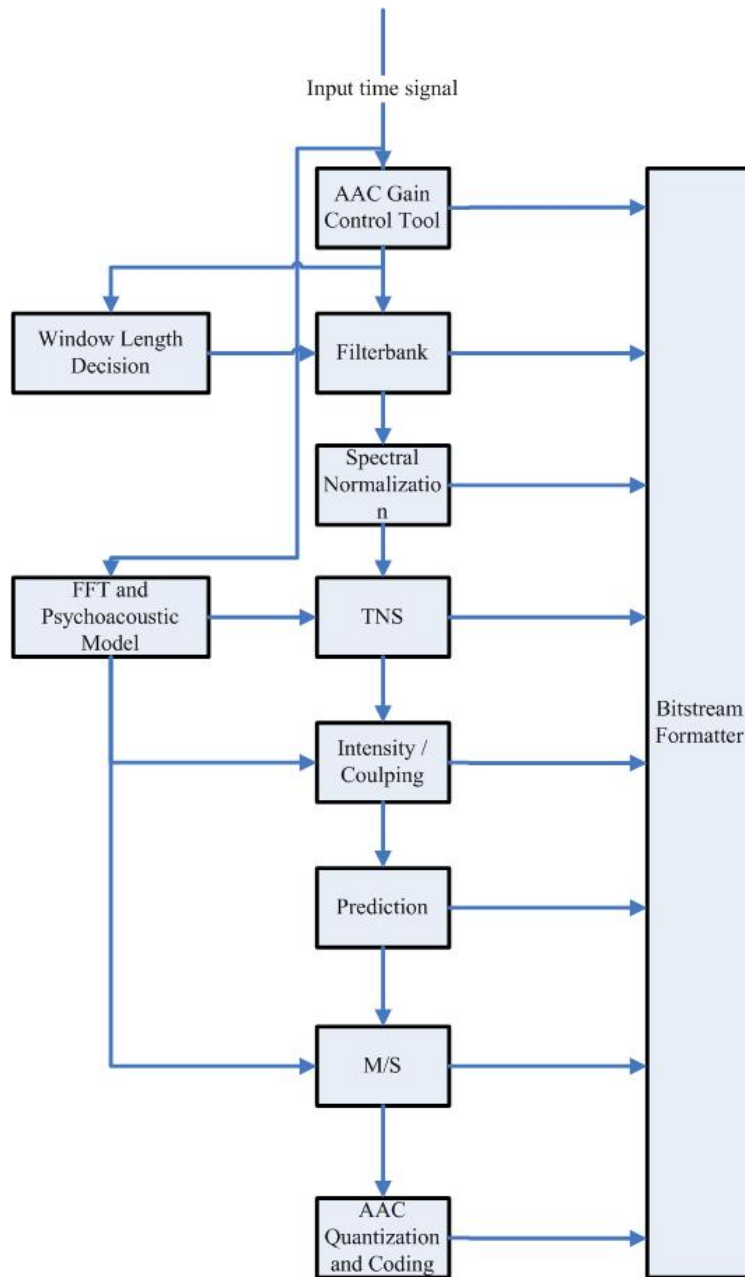 Input time signal
AAC Gain
Control Tool
Window Length
Decision
Filterbank
Spectral
Normalizatio
n
FFT and
Psychoacoustic
Model
TNS
Intensity /
Coulping
Bitstream
Formatter
Prediction
M/S
AAC
Quantization
and Coding